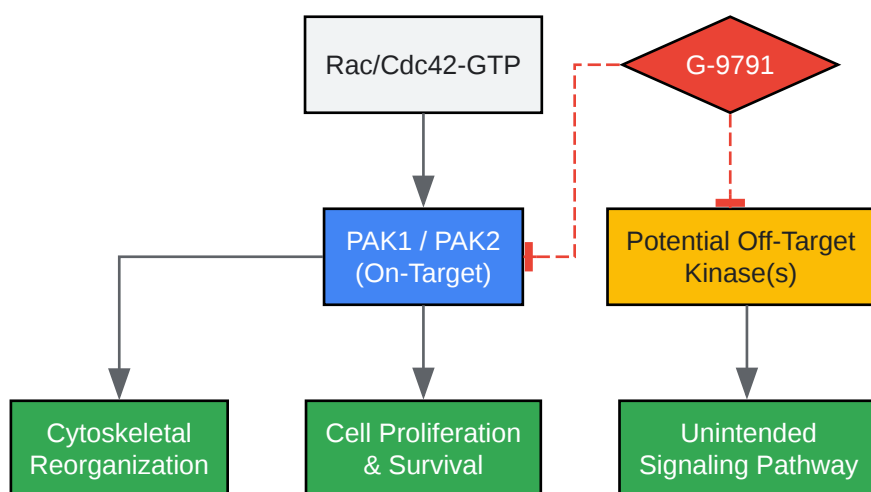 Rac/Cdc42-GTP
G-9791
PAK1 / PAK2
(On-Target)
Potential Off-Target
Kinase(s)
Cytoskeletal
Reorganization
Cell Proliferation
& Survival
Unintended
Signaling Pathway